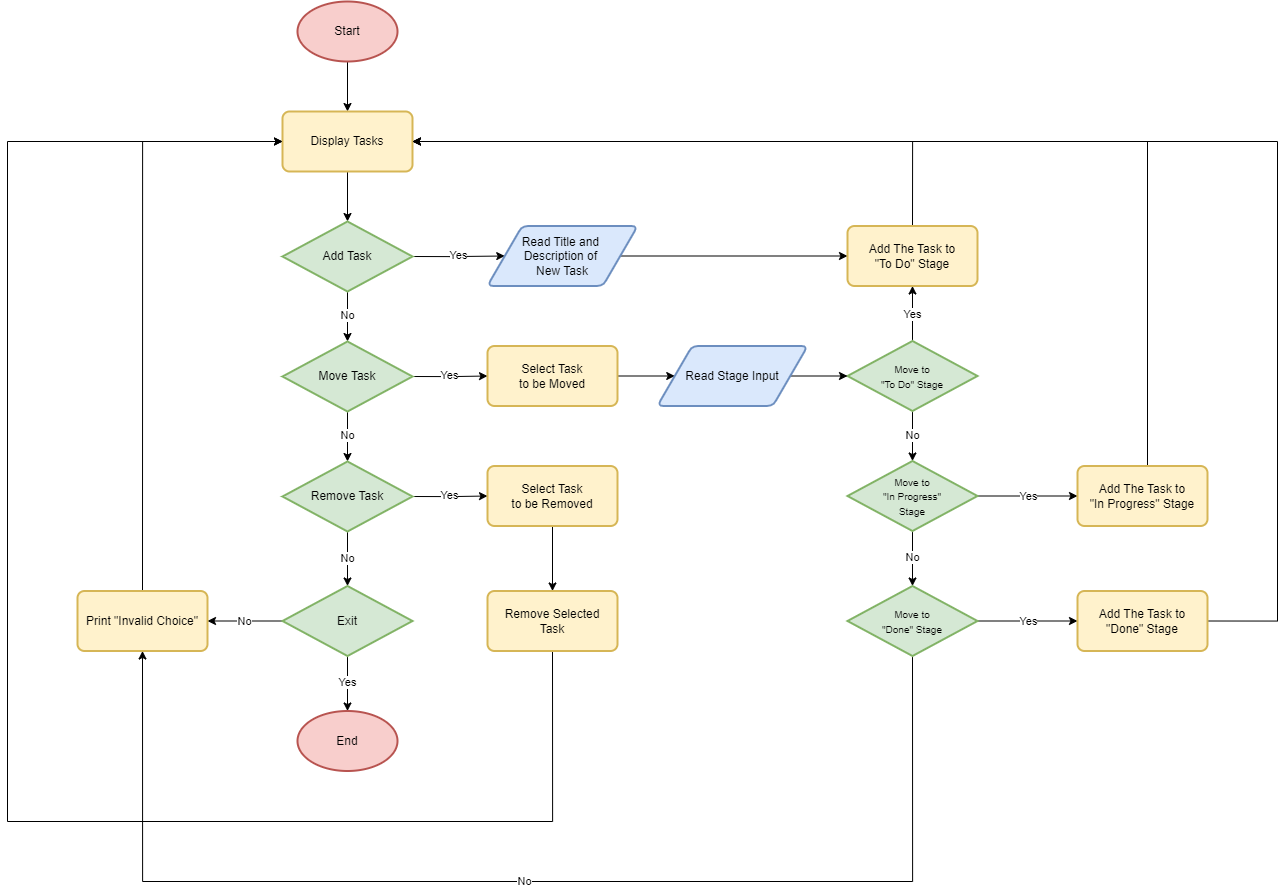 Start
Display Tasks
Add Task
Yes
Read Title and
Description of
New Task
Add The Task to
"To Do" Stage
No
Yes
Move Task
Yes
Select Task
to be Moved
Read Stage Input
Move to
"To Do" Stage
No
No
Remove Task
Yes
Select Task
to be Removed
Move to
"In Progress"
Stage
Yes
Add The Task to
"In Progress" Stage
No
No
Print "Invalid Choice"
No
Exit
Remove Selected
Task
Move to
"Done" Stage
Yes
Add The Task to
"Done" Stage
Yes
End
No